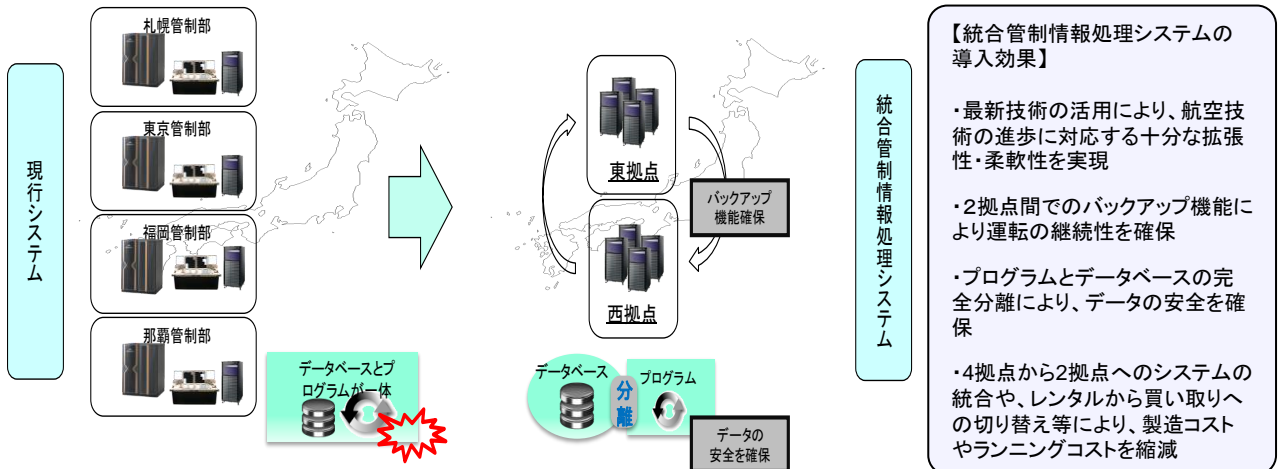 現行システム
札幌管制部
東京管制部
福岡管制部
那覇管制部
データベースとプ
ログラムが一体
東拠点
西拠点
バックアップ
機能確保
データベース
分離
プログラム
データの
安全を確保
統合管制情報処理システム
【統合管制情報処理システムの
導入効果】
・最新技術の活用により、航空技
術の進歩に対応する十分な拡張
性・柔軟性を実現
・2拠点間でのバックアップ機能に
より運転の継続性を確保
・プログラムとデータベースの完
全分離により、データの安全を確
保
・4拠点から2拠点へのシステムの
統合や、レンタルから買い取りへ
の切り替え等により、製造コスト
やランニングコストを縮減